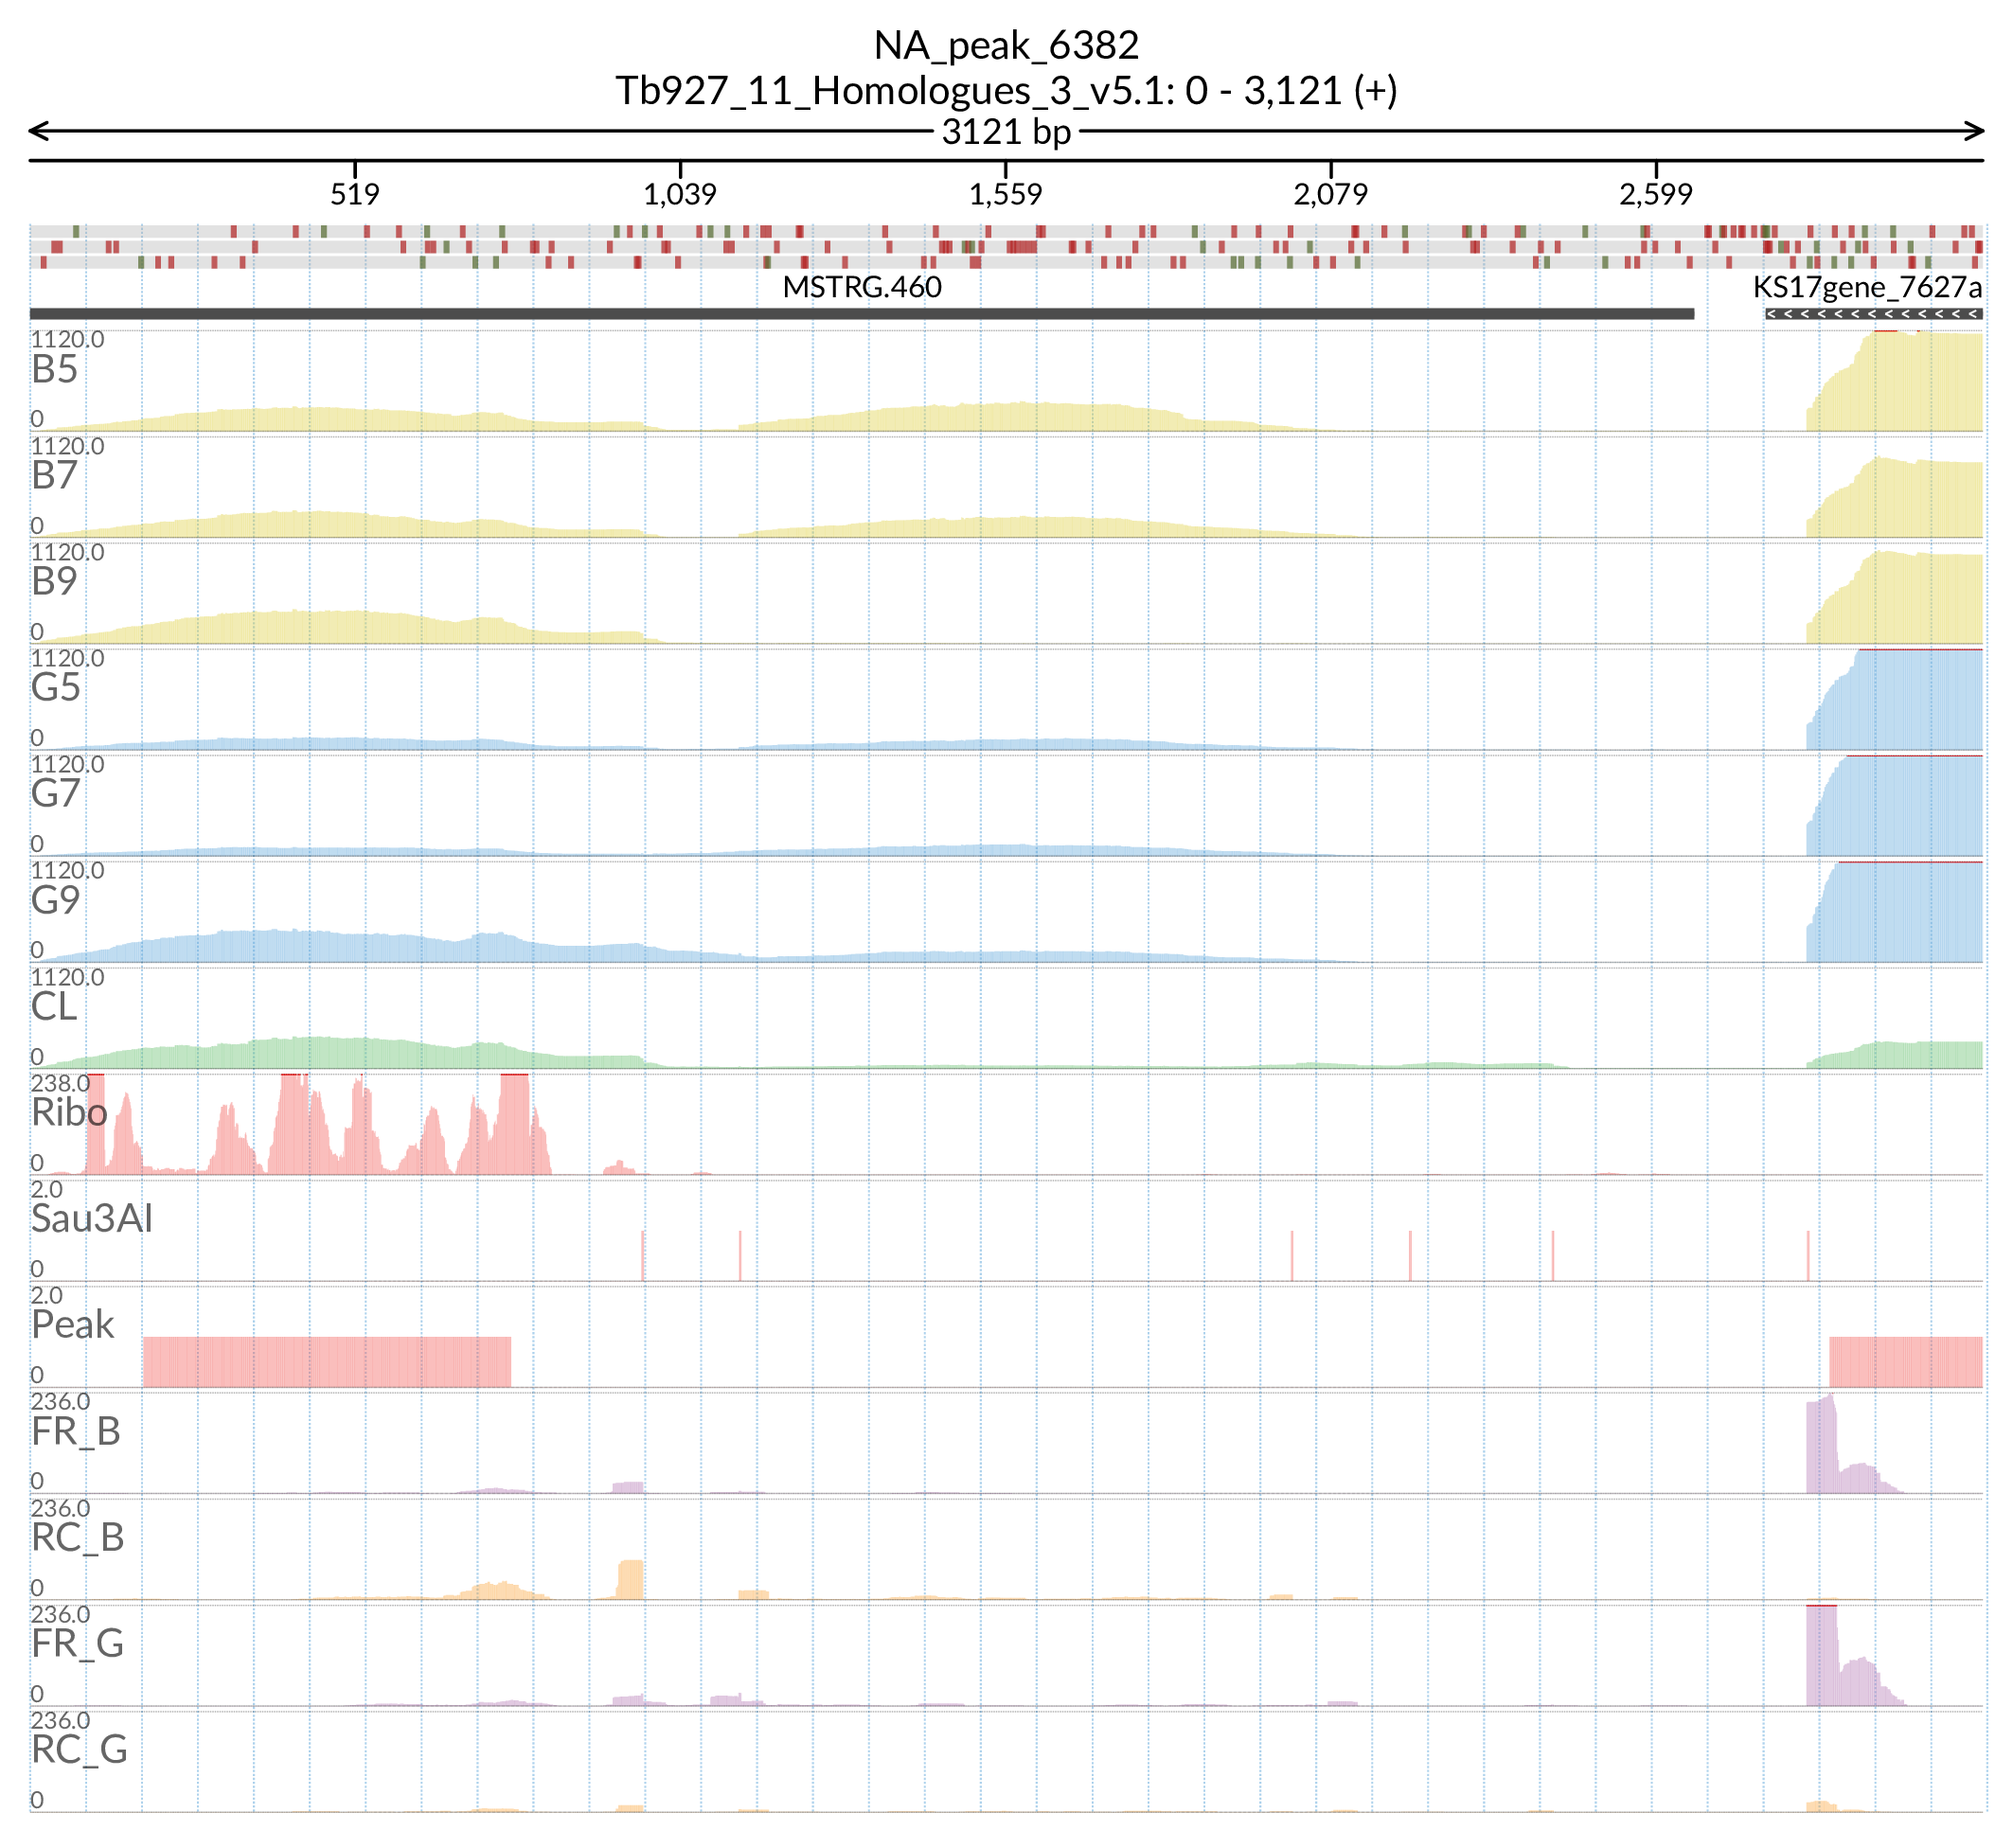 NA_peak_6382
Tb927_11_Homologues_3_v5.1: 0 - 3,121 (+)
3121 bp
519 1,039 1,559 2,079 2,599
MSTRG.460 KS17gene_7627a
1120.0
B5
0
1120.0
B7
0
1120.0
B9
0
1120.0
G5
0
1120.0
G7
0
1120.0
G9
0
1120.0
CL
0
238.0
Ribo
0
2.0
Sau3AI
0
2.0
Peak
0
236.0
FR_B
0
236.0
RC_B
0
236.0
FR_G
0
236.0
RC_G
0